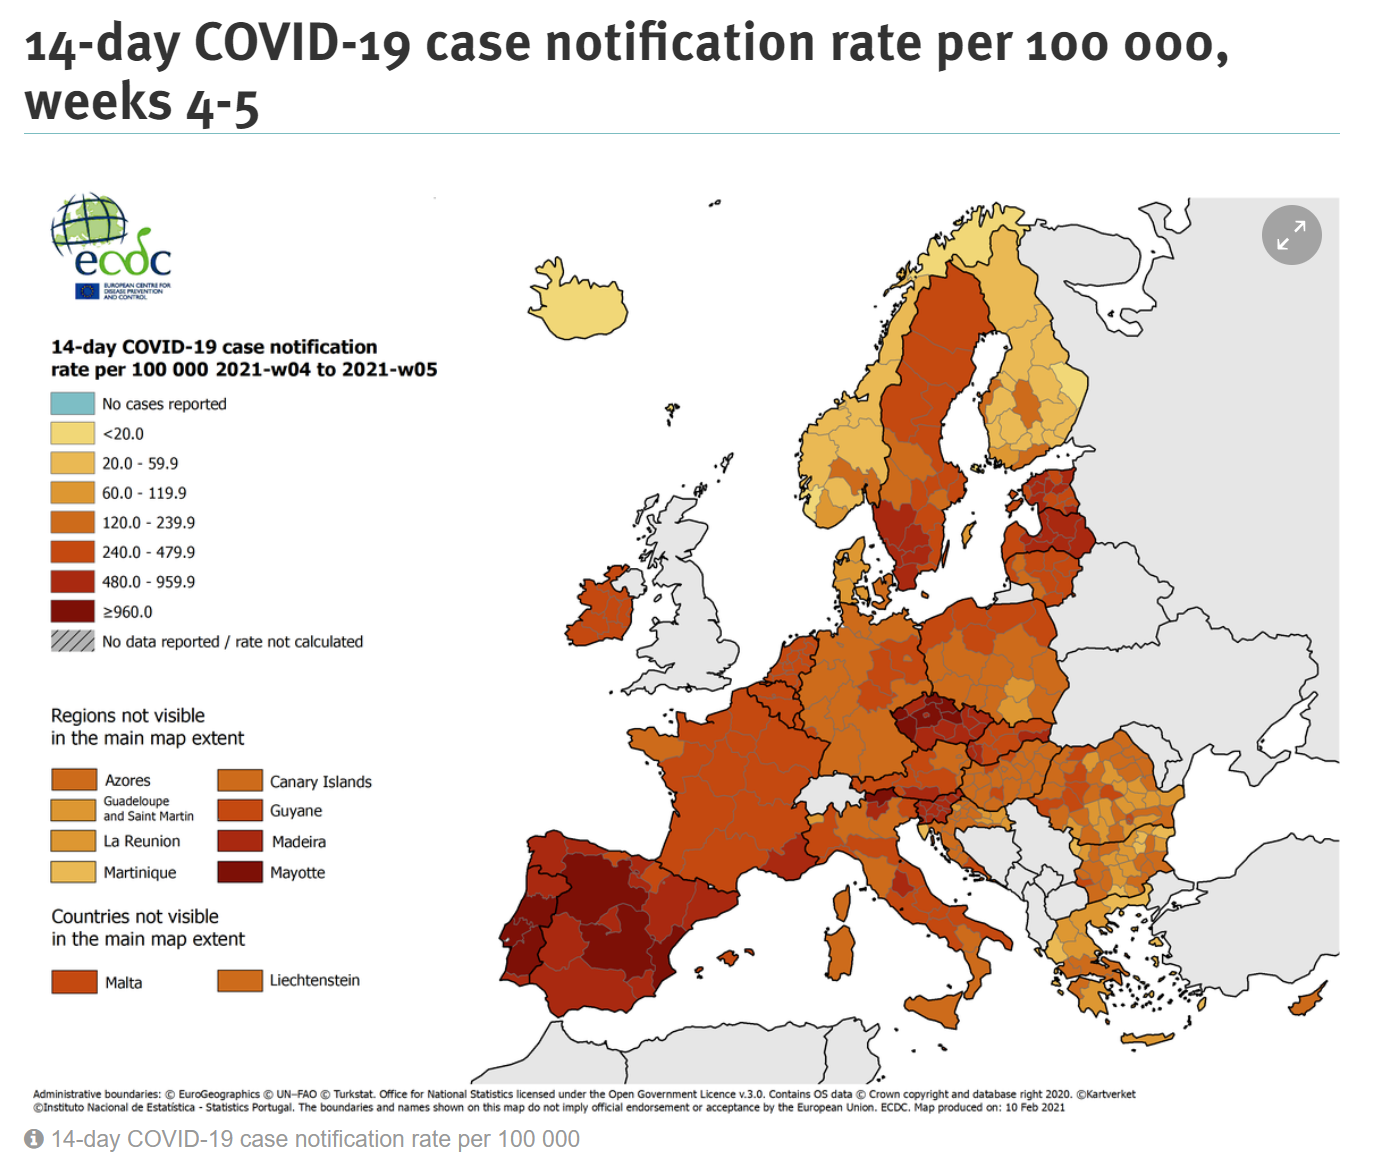 14-day COVID-19 case notification rate per 100 000,
weeks 4-5
ecdc
EUROPEAN CENTRE FOR
DISEASE PREVENTION
AND CONTROL
14-day COVID-19 case notification
rate per 100 000 2021-w04 to 2021-w05
No cases reported
<20.0
20.0 - 59.9
60.0 - 119.9
120.0 - 239.9
240.0 - 479.9
480.0 - 959.9
≥960.0
No data reported / rate not calculated
Regions not visible
in the main map extent
Azores
Canary Islands
Guadeloupe
and Saint Martin
Guyane
La Reunion
Madeira
Martinique
Mayotte
Countries not visible
in the main map extent
Malta
Liechtenstein
Administrative boundaries: © EuroGeographics © UN–FAO © Turkstat. Office for National Statistics licensed under the Open Government Licence v.3.0. Contains OS data © Crown copyright and database right 2020. ©Kartverket
©Instituto Nacional de Estatística - Statistics Portugal. The boundaries and names shown on this map do not imply official endorsement or acceptance by the European Union. ECDC. Map produced on: 10 Feb 2021
14-day COVID-19 case notification rate per 100 000